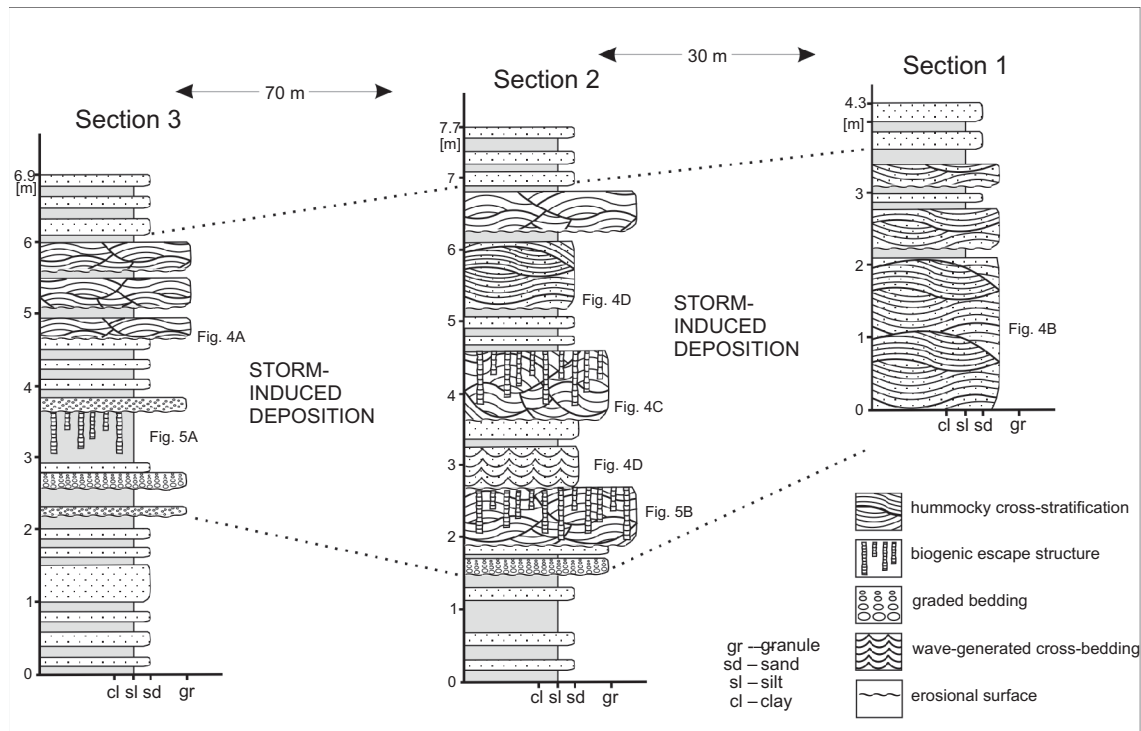 Section 3
70 m
Section 2
30 m
Section 1
6.9
[m]
6
5
4
3
2
1
0
cl sl sd gr
Fig. 4A
Fig. 5A
STORM-
INDUCED
DEPOSITION
7.7
[m]
7
6
5
4
3
2
1
0
cl sl sd gr
Fig. 4D
Fig. 4C
Fig. 4D
Fig. 5B
STORM-
INDUCED
DEPOSITION
4.3
[m]
3
2
1
0
cl sl sd gr
Fig. 4B
gr – granule
sd – sand
sl – silt
cl – clay
hummocky cross-stratification
biogenic escape structure
graded bedding
wave-generated cross-bedding
erosional surface